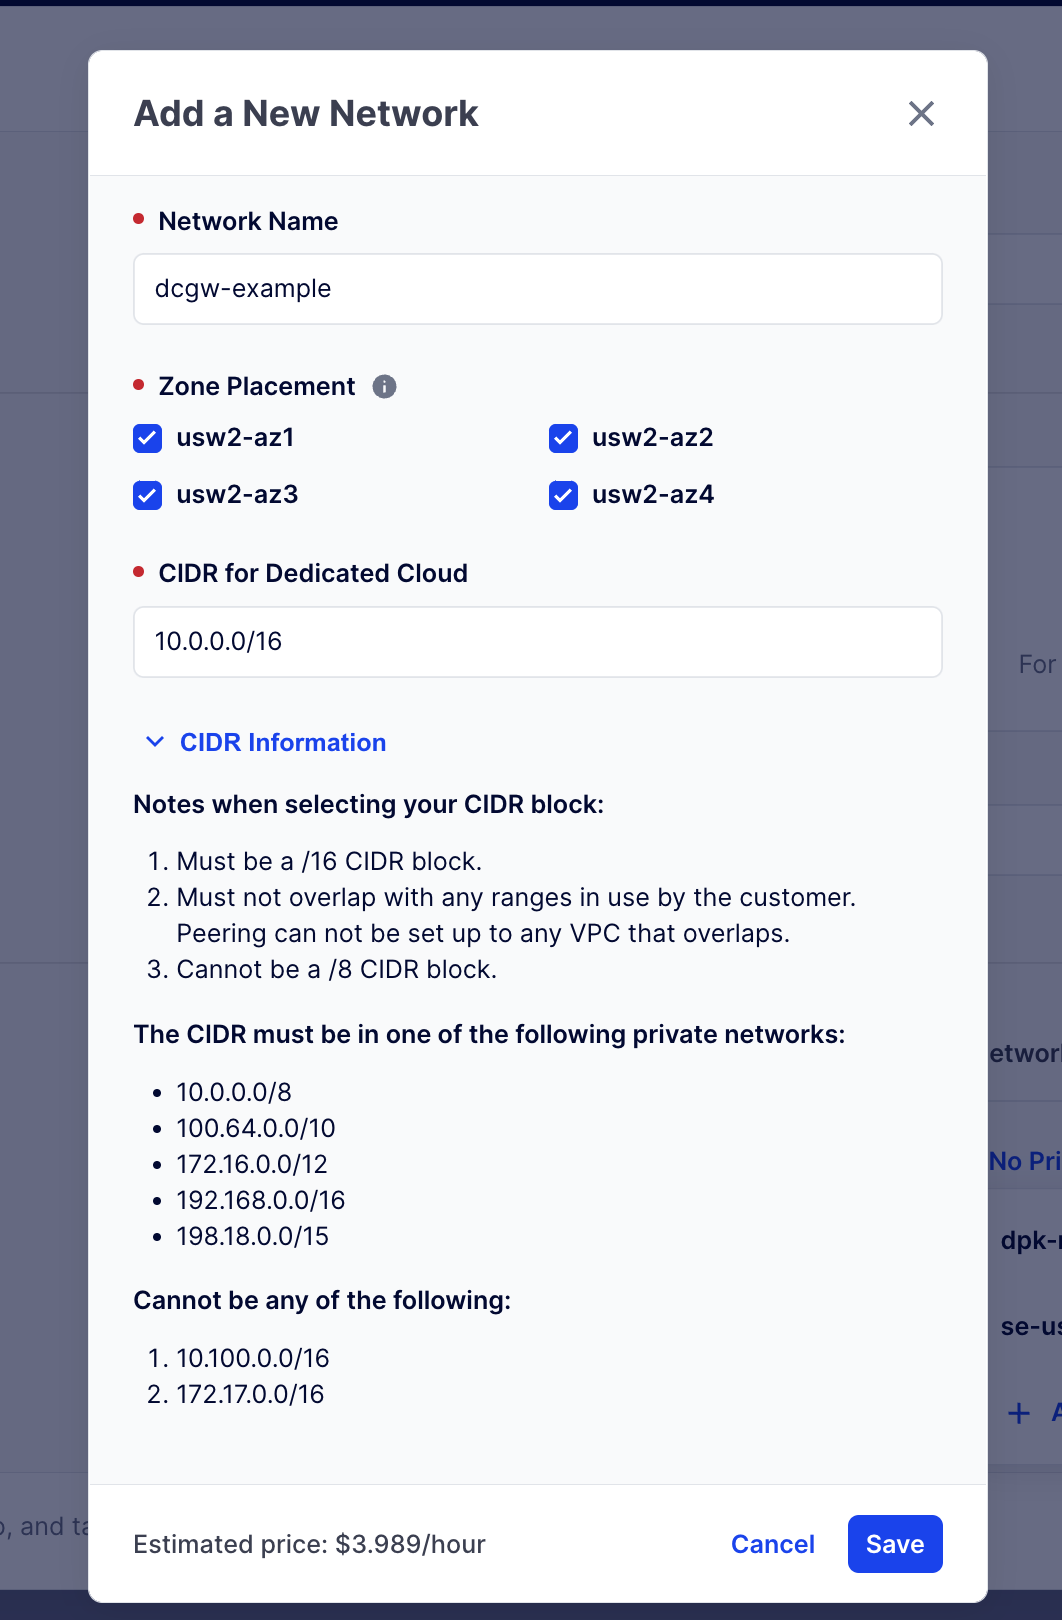 Add a New Network
Network Name
dcgw-example
Zone Placement
usw2-az1
usw2-az2
usw2-az3
usw2-az4
CIDR for Dedicated Cloud
10.0.0.0/16
For
CIDR Information
Notes when selecting your CIDR block:
1. Must be a /16 CIDR block.
2. Must not overlap with any ranges in use by the customer.
Peering can not be set up to any VPC that overlaps.
3. Cannot be a /8 CIDR block.
The CIDR must be in one of the following private networks:
• 10.0.0.0/8
• 100.64.0.0/10
• 172.16.0.0/12
• 192.168.0.0/16
• 198.18.0.0/15
No Pri
dpk-
se-us
Cannot be any of the following:
1. 10.100.0.0/16
2. 172.17.0.0/16
, and ta
Estimated price: $3.989/hour
Cancel
Save